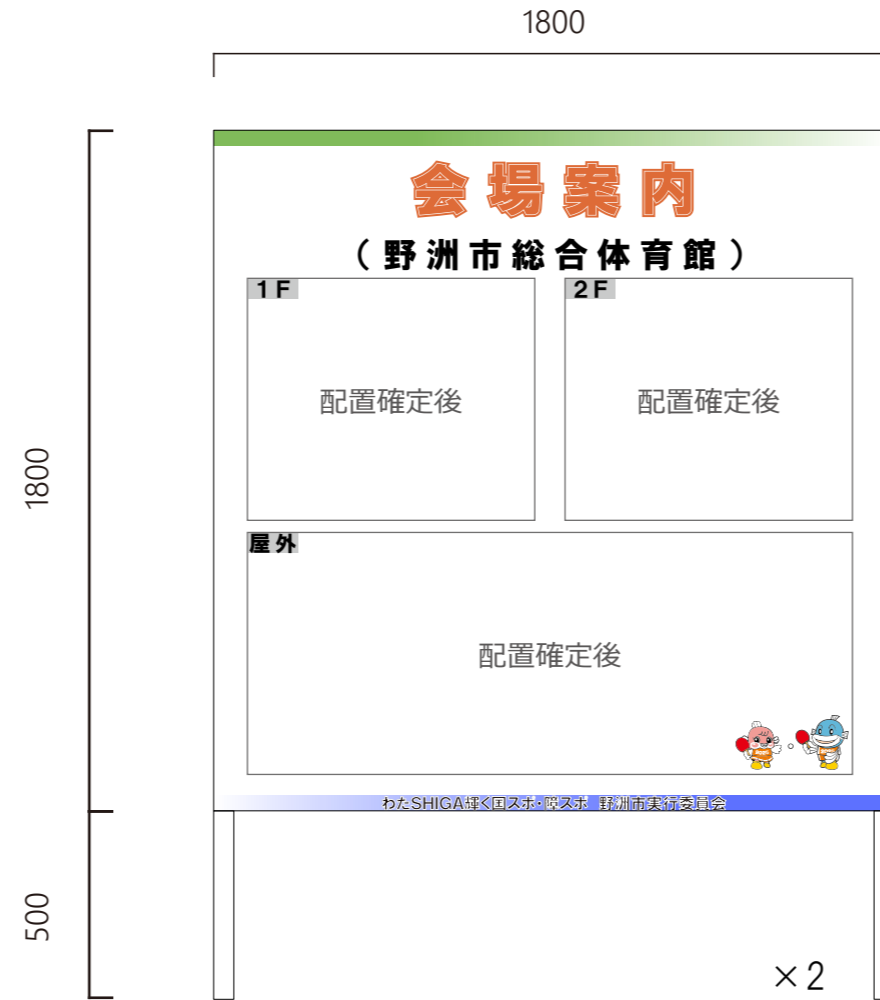 1800
会場案内
（野洲市総合体育館）
1F
2F
配置確定後
配置確定後
1800
屋外
配置確定後
わたSHIGA輝く国スポ・障スポ 野洲市実行委員会
500
×2